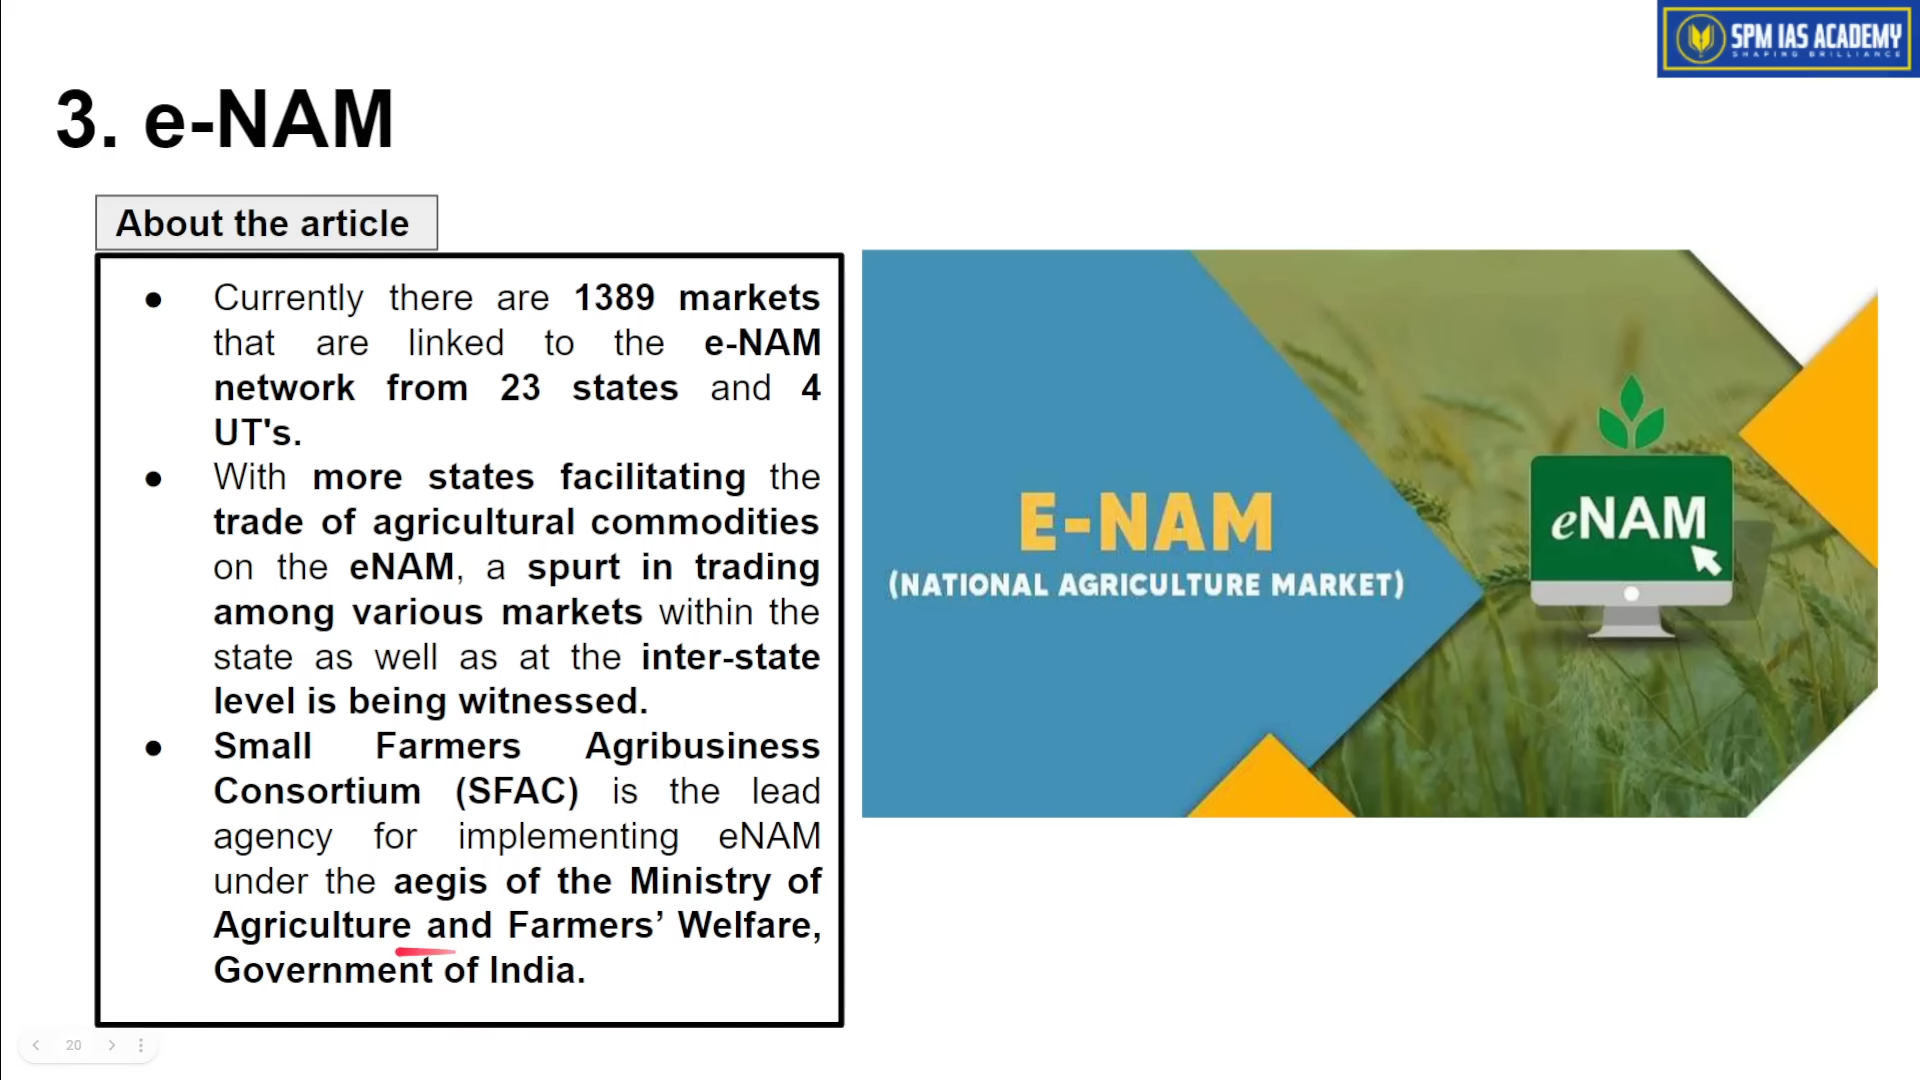 SPM IAS ACADEMY
SHAPING BRILLIANCE
3. e-NAM
About the article
● Currently there are 1389 markets
that are linked to the e-NAM
network from 23 states and 4
UT's.
● With more states facilitating the
trade of agricultural commodities
on the eNAM, a spurt in trading
among various markets within the
state as well as at the inter-state
level is being witnessed.
● Small Farmers Agribusiness
Consortium (SFAC) is the lead
agency for implementing eNAM
under the aegis of the Ministry of
Agriculture and Farmers’ Welfare,
Government of India.
E-NAM
(NATIONAL AGRICULTURE MARKET)
eNAM
20